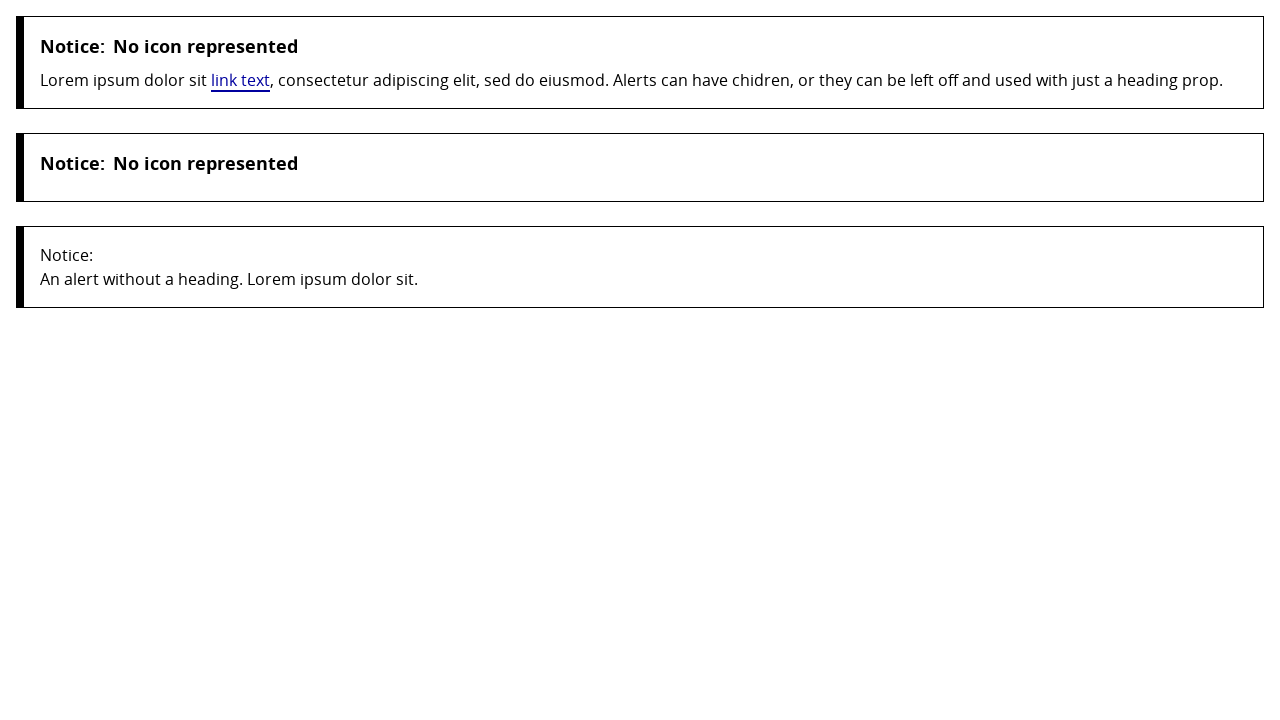 Notice: No icon represented
Lorem ipsum dolor sit link text, consectetur adipiscing elit, sed do eiusmod. Alerts can have chidren, or they can be left off and used with just a heading prop.
Notice: No icon represented
Notice:
An alert without a heading. Lorem ipsum dolor sit.